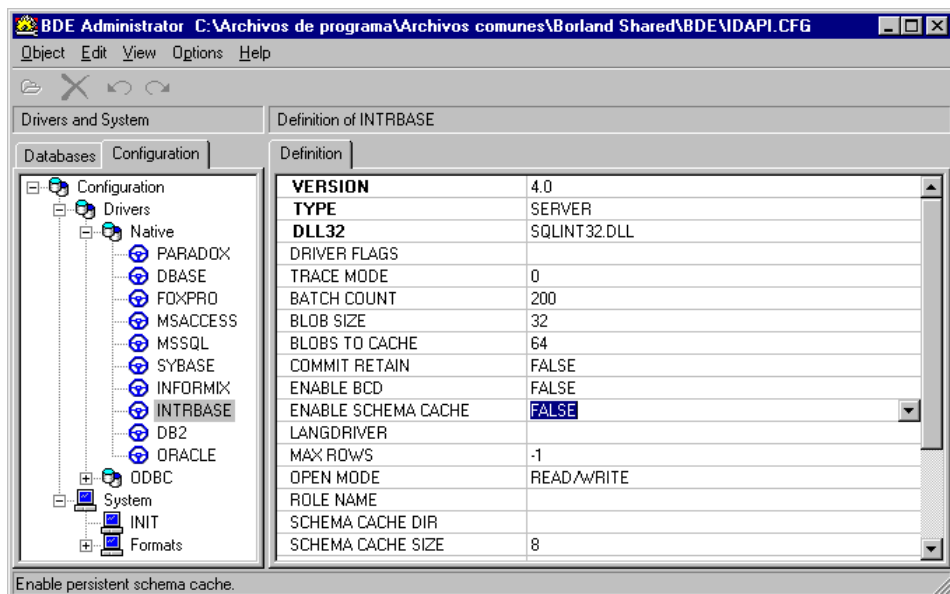 BDE Administrator C:\Archivos de programa\Archivos comunes\Borland Shared\BDE\IDAPI.CFG
Object Edit View Options Help
Drivers and System
Definition of INTRBASE
Databases Configuration
Definition
Configuration
Drivers
Native
PARADOX
DBASE
FOXPRO
MSACCESS
MSSQL
SYBASE
INFORMIX
INTRBASE
DB2
ORACLE
ODBC
System
INIT
Formats
VERSION 4.0
TYPE SERVER
DLL32 SQLINT32.DLL
DRIVER FLAGS
TRACE MODE 0
BATCH COUNT 200
BLOB SIZE 32
BLOBS TO CACHE 64
COMMIT RETAIN FALSE
ENABLE BCD FALSE
ENABLE SCHEMA CACHE FALSE
LANGDRIVER
MAX ROWS -1
OPEN MODE READ/WRITE
ROLE NAME
SCHEMA CACHE DIR
SCHEMA CACHE SIZE 8
Enable persistent schema cache.